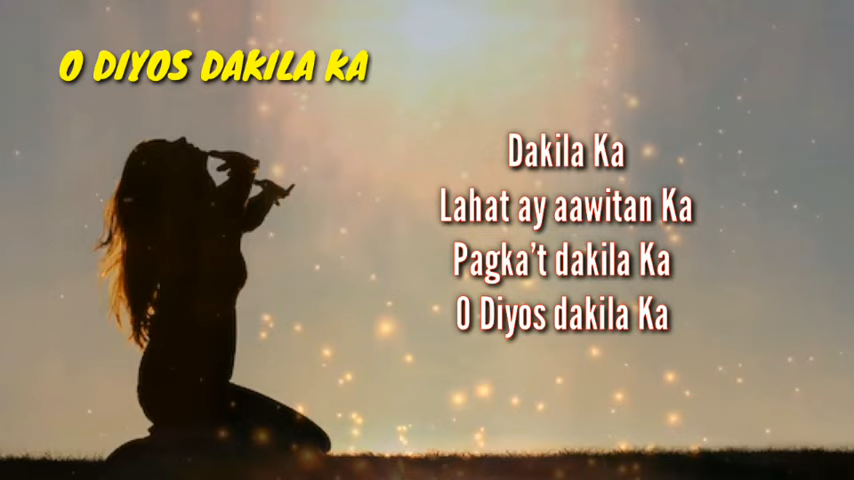 O DIYOS DAKILA KA
Dakila Ka
Lahat ay aawitan Ka
Pagka't dakila Ka
O Diyos dakila Ka